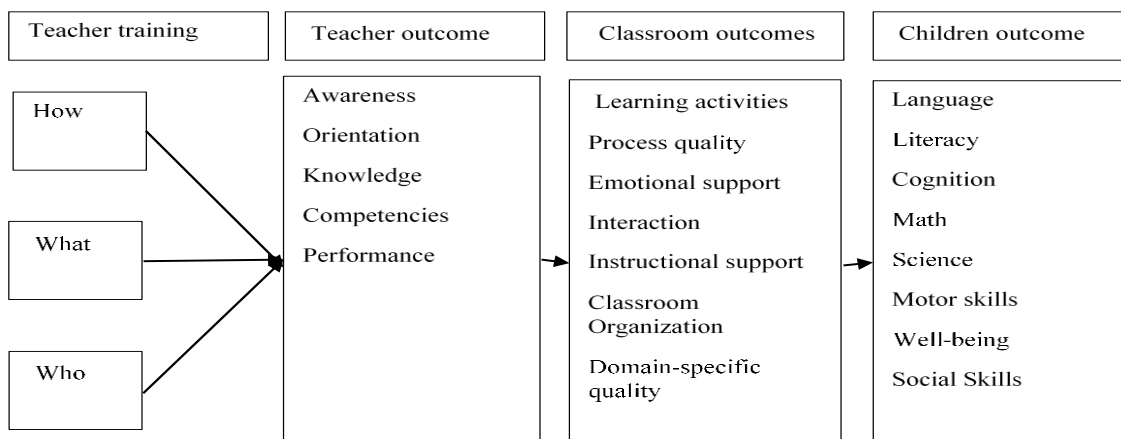 Teacher training
Teacher outcome
Classroom outcomes
Children outcome
How
What
Who
Awareness
Orientation
Knowledge
Competencies
Performance
Learning activities
Process quality
Emotional support
Interaction
Instructional support
Classroom
Organization
Domain-specific
quality
Language
Literacy
Cognition
Math
Science
Motor skills
Well-being
Social Skills